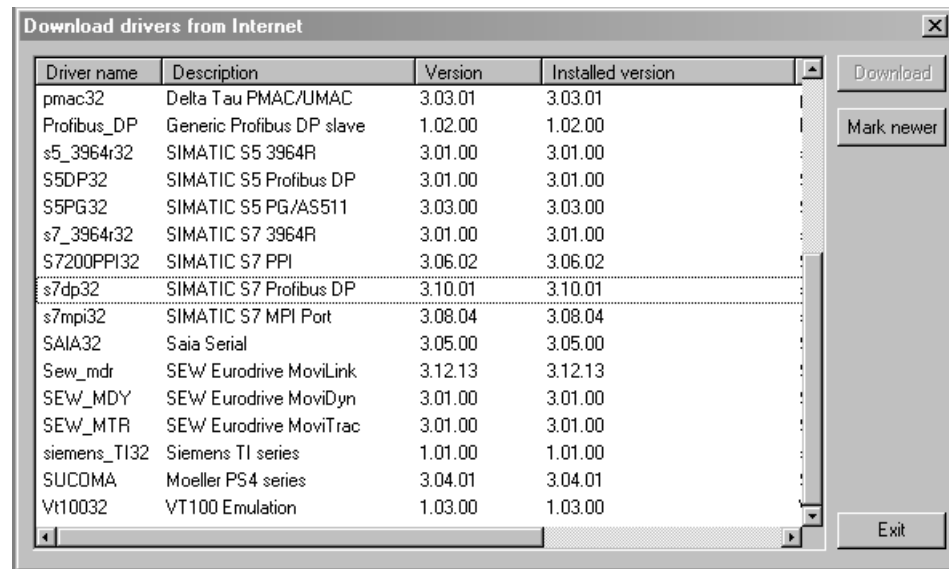 Download drivers from Internet
Driver name Description Version Installed version
Download
pmac32 Delta Tau PMAC/UMAC 3.03.01 3.03.01
Profibus_DP Generic Profibus DP slave 1.02.00 1.02.00
Mark newer
s5_3964r32 SIMATIC S5 3964R 3.01.00 3.01.00
S5DP32 SIMATIC S5 Profibus DP 3.01.00 3.01.00
S5PG32 SIMATIC S5 PG/AS511 3.03.00 3.03.00
s7_3964r32 SIMATIC S7 3964R 3.01.00 3.01.00
S7200PPI32 SIMATIC S7 PPI 3.06.02 3.06.02
s7dp32 SIMATIC S7 Profibus DP 3.10.01 3.10.01
s7mpi32 SIMATIC S7 MPI Port 3.08.04 3.08.04
SAIA32 Saia Serial 3.05.00 3.05.00
Sew_mdr SEW Eurodrive MoviLink 3.12.13 3.12.13
SEW_MDY SEW Eurodrive MoviDyn 3.01.00 3.01.00
SEW_MTR SEW Eurodrive MoviTrac 3.01.00 3.01.00
siemens_TI32 Siemens TI series 1.01.00 1.01.00
SUCOMA Moeller PS4 series 3.04.01 3.04.01
Vt10032 VT100 Emulation 1.03.00 1.03.00
Exit